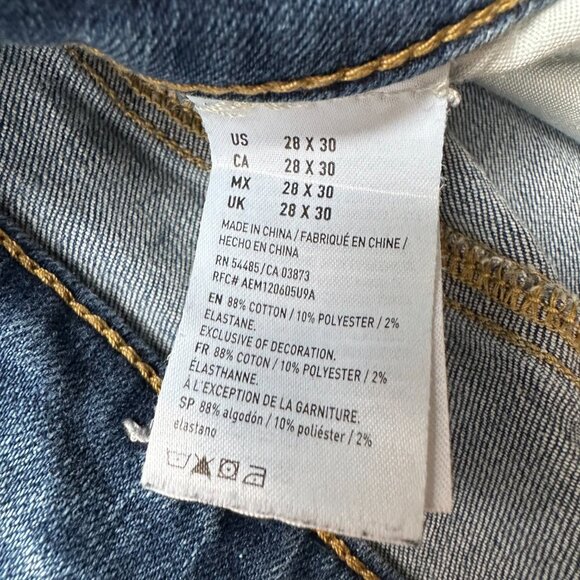 US 28 X 30
CA 28 X 30
MX 28 X 30
UK 28 X 30
MADE IN CHINA / FABRIQUÉ EN CHINE /
HECHO EN CHINA
RN 54485/CA 03873
RFC# AEM120605U9A
EN 88% COTTON / 10% POLYESTER / 2%
ELASTANE.
EXCLUSIVE OF DECORATION.
FR 88% COTON / 10% POLYESTER / 2%
ÉLASTHANNE.
À L'EXCEPTION DE LA GARNITURE.
SP 88% algodón / 10% poliéster / 2%
elastano